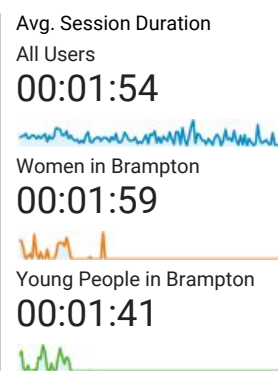 Avg. Session Duration
All Users
00:01:54
Women in Brampton
00:01:59
Young People in Brampton
00:01:41